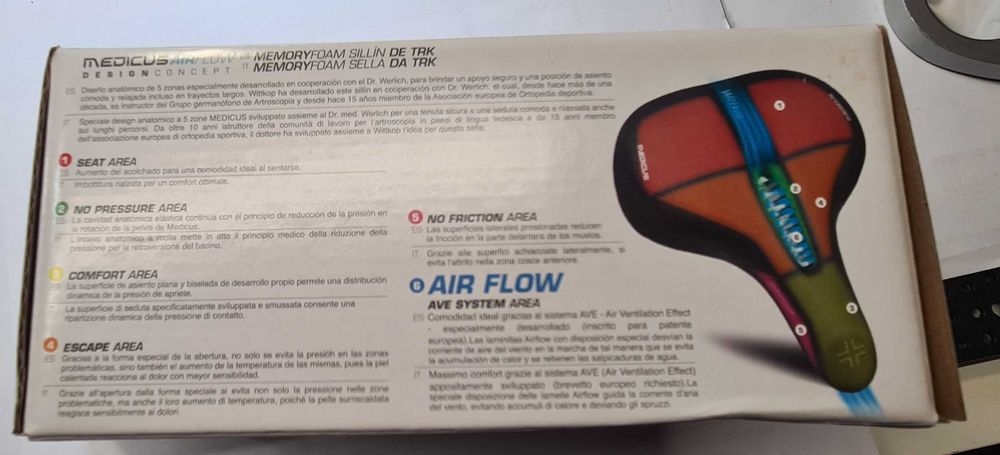 MEDICUS AIRFLOW
DESIGN CONCEPT
ES MEMORYFOAM SILLÍN DE TRK
IT MEMORYFOAM SELLA DA TRK
ES Diseño anatómico de 5 zonas especialmente desarrollado en cooperación con el Dr. Werlich, para brindar un apoyo seguro y una posición de asiento
cómoda y relajada incluso en trayectos largos. Wittkop ha desarrollado este sillín en cooperación con Dr. Werlich, el cual, desde hace más de una
década, es instructor del Grupo germanófono de Artroscopia y desde hace 15 años miembro de la Asociación europea de Ortopedia deportiva.
IT Speciale design anatomico a 5 zone MEDICUS sviluppato assieme al Dr. med. Werlich per una tenuta sicura e una seduta comoda e rilassata anche
sui lunghi percorsi. Da oltre 10 anni istruttore della comunità di lavoro per l'artroscopia in paesi di lingua tedesca e da 15 anni membro
dell'associazione europea di ortopedia sportiva, il dottore ha sviluppato assieme a Wittkop l'idea per questa sella.
1 SEAT AREA
ES Aumento del acolchado para una comodidad ideal al sentarse.
IT Imbottitura rialzata per un comfort ottimale.
2 NO PRESSURE AREA
ES La cavidad anatómica elástica continúa con el principio de reducción de la presión en
la rotación de la pelvis de Medicus.
IT L'incavo anatomico a molla mette in atto il principio medico della riduzione della
pressione per la retroversione del bacino.
3 COMFORT AREA
ES La superficie de asiento plana y biselada de desarrollo propio permite una distribución
dinámica de la presión de apriete.
IT La superficie di seduta specificatamente sviluppata e smussata consente una
ripartizione dinamica della pressione di contatto.
4 ESCAPE AREA
ES Gracias a la forma especial de la abertura, no solo se evita la presión en las zonas
problemáticas, sino también el aumento de la temperatura de las mismas, pues la piel
calentada reacciona al dolor con mayor sensibilidad.
IT Grazie all'apertura dalla forma speciale si evita non solo la pressione nelle zone
problematiche, ma anche il loro aumento di temperatura, poiché la pelle surriscaldata
reagisce sensibilmente ai dolori.
5 NO FRICTION AREA
ES Las superficies laterales presionadas reducen
la fricción en la parte delantera de los muslos.
IT Grazie alle superfici schiacciate lateralmente, si
evita l'attrito nella zona cosce anteriore.
6 AIR FLOW
AVE SYSTEM AREA
ES Comodidad ideal gracias al sistema AVE - Air Ventilation Effect
- especialmente desarrollado (inscrito para patente
europea).Las laminillas Airflow con disposición especial desvían la
corriente de aire del viento en la marcha de tal manera que se evita
la acumulación de calor y se retienen las salpicaduras de agua.
IT Massimo comfort grazie al sistema AVE (Air Ventilation Effect)
appositamente sviluppato (brevetto europeo richiesto).La
speciale disposizione delle lamelle Airflow guida la corrente d'aria
del vento, evitando accumuli di calore e deviando gli spruzzi.
Wittkop
MEDICUS
1
2
4
6
3
5